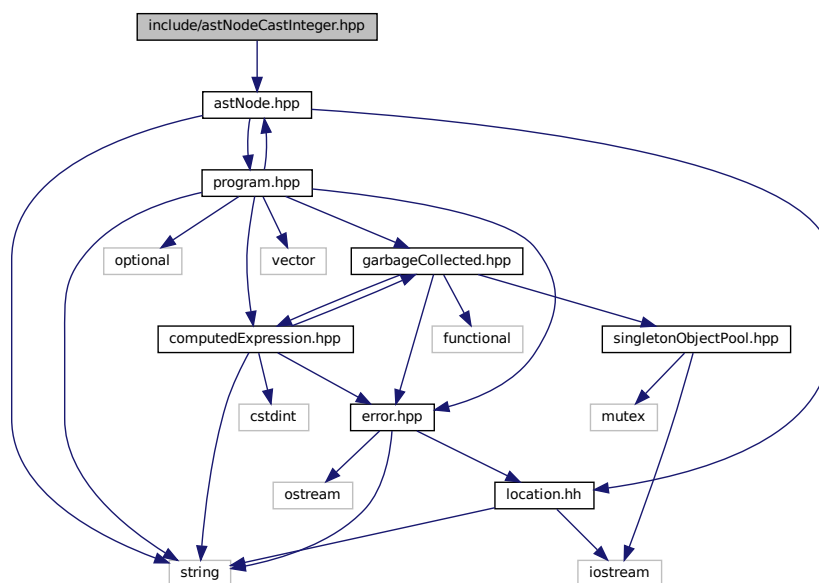 include/astNodeCastInteger.hpp
astNode.hpp
program.hpp
optional
vector
garbageCollected.hpp
computedExpression.hpp
functional
singletonObjectPool.hpp
cstdint
error.hpp
mutex
ostream
location.hh
string
iostream